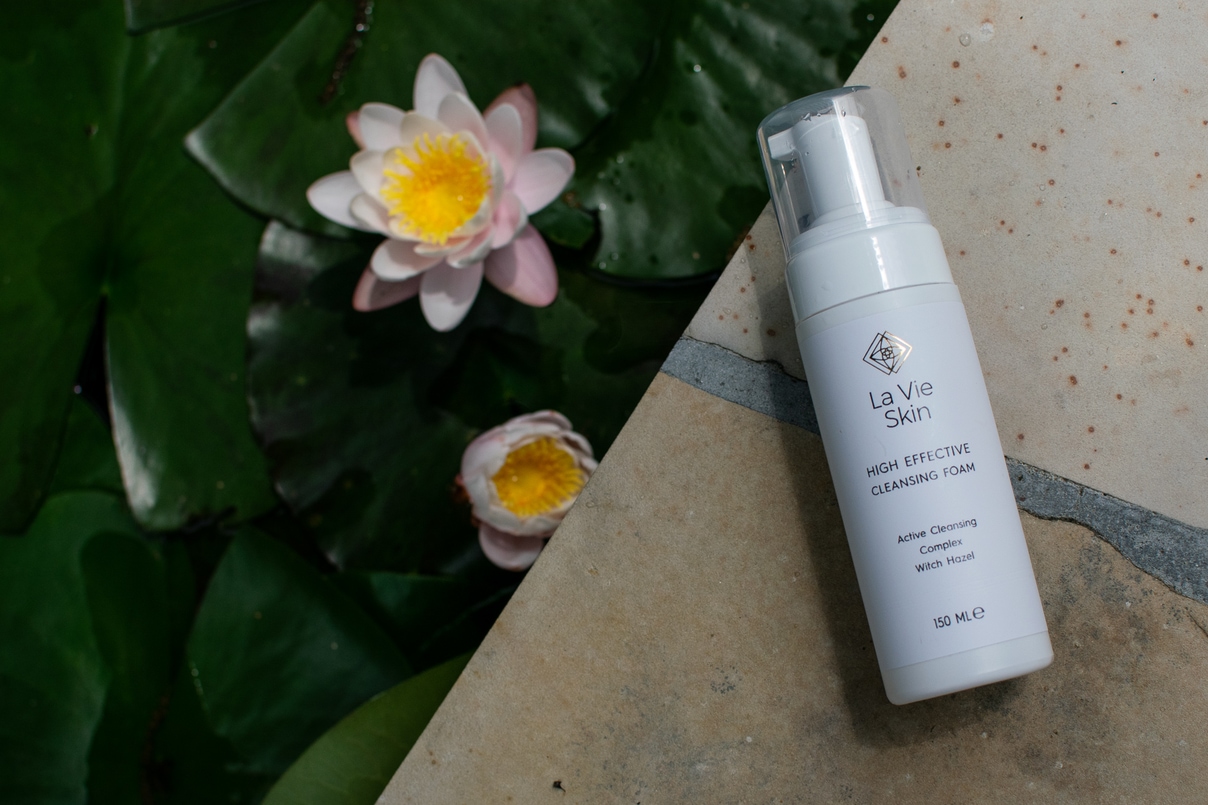 La Vie
Skin
HIGH EFFECTIVE
CLEANSING FOAM
Active Cleansing
Complex
Witch Hazel
150 ML℮